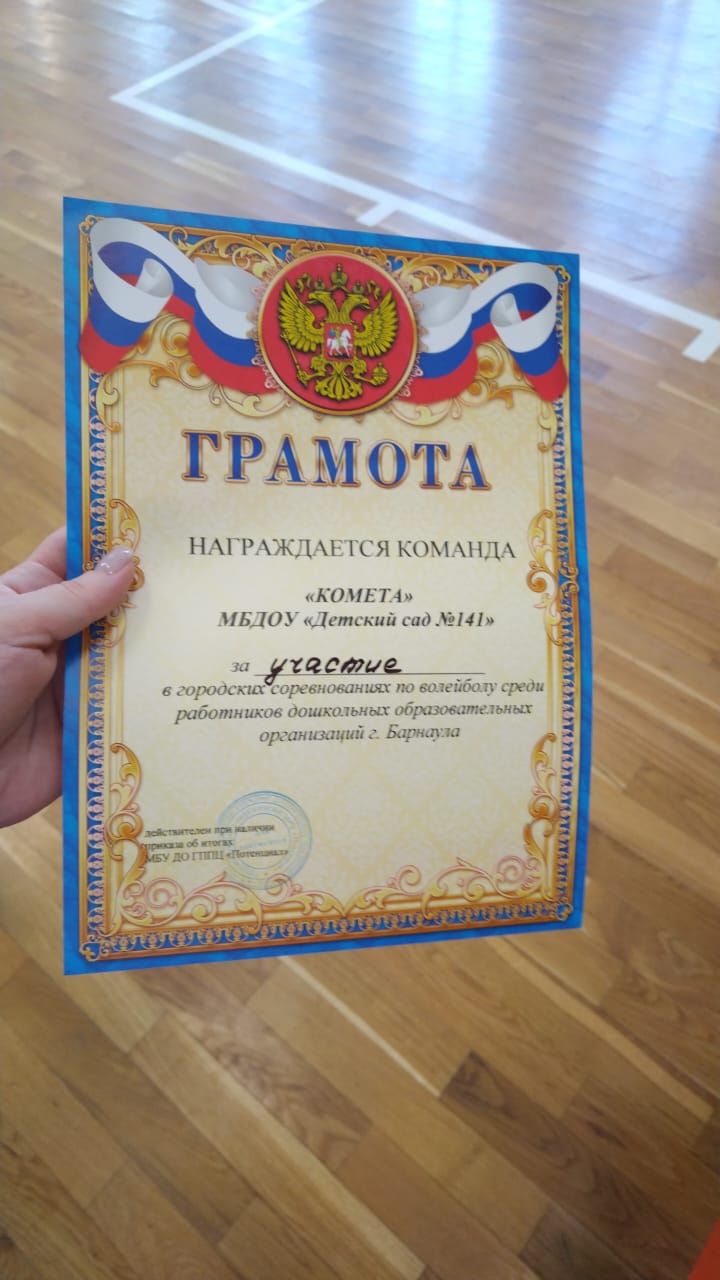 ГРАМОТА
НАГРАЖДАЕТСЯ КОМАНДА
«КОМЕТА»
МБДОУ «Детский сад №141»
за участие
в городских соревнованиях по волейболу среди
работников дошкольных образовательных
организаций г. Барнаула
действителен при наличии
приказа об итогах
МБУ ДО ГППЦ «Потенциал»